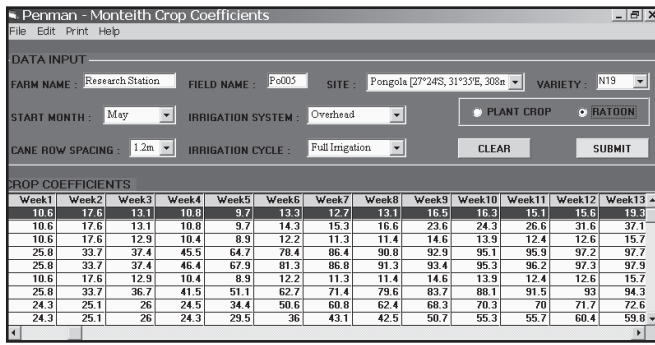 Penman - Monteith Crop Coefficients
File Edit Print Help
DATA INPUT
FARM NAME : Research Station FIELD NAME : Po005 SITE : Pongola [27°24'S, 31°35'E, 308m VARIETY : N19
START MONTH : May IRRIGATION SYSTEM : Overhead PLANT CROP RATOON
CANE ROW SPACING : 1.2m IRRIGATION CYCLE : Full Irrigation CLEAR SUBMIT
CROP COEFFICIENTS
Week1 Week2 Week3 Week4 Week5 Week6 Week7 Week8 Week9 Week10 Week11 Week12 Week13
10.6 17.6 13.1 10.8 9.7 13.3 12.7 13.1 16.5 16.3 15.1 15.6 19.3
10.6 17.6 13.1 10.8 9.7 14.3 15.3 16.6 23.6 24.3 26.6 31.6 37.1
10.6 17.6 12.9 10.4 8.9 12.2 11.3 11.4 14.6 13.9 12.4 12.6 15.7
25.8 33.7 37.4 45.5 64.7 78.4 86.4 90.8 92.9 95.1 95.9 97.2 97.7
25.8 33.7 37.4 46.4 67.9 81.3 86.8 91.3 93.4 95.3 96.2 97.3 97.9
10.6 17.6 12.9 10.4 8.9 12.2 11.3 11.4 14.6 13.9 12.4 12.6 15.7
25.8 33.7 36.7 41.5 51.1 62.7 71.4 79.6 83.7 88.1 91.5 93 94.3
24.3 25.1 26 24.5 34.4 50.6 60.8 62.4 68.3 70.3 70 71.7 72.6
24.3 25.1 26 24.3 29.5 36 43.1 42.5 50.7 55.3 55.7 60.4 59.8